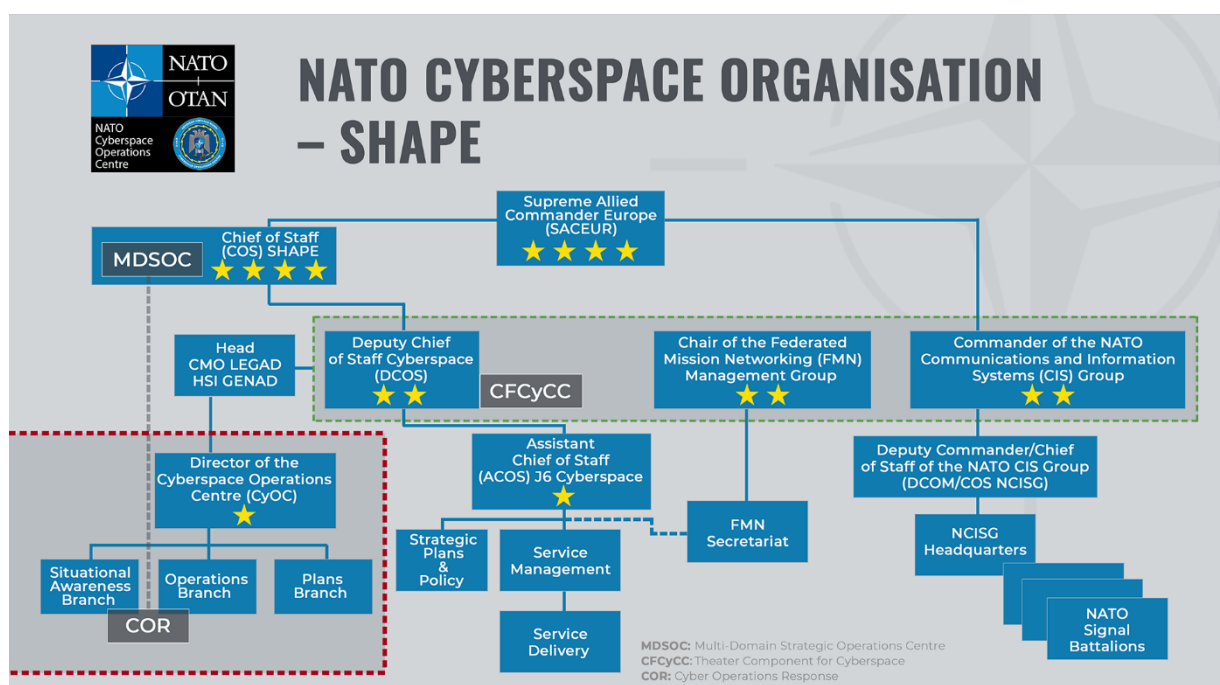 NATO
OTAN
NATO
Cyberspace
Operations
Centre
NATO CYBERSPACE ORGANISATION
– SHAPE
Supreme Allied
Commander Europe
(SACEUR)
MDSOC
Chief of Staff
(COS) SHAPE
Head
CMO LEGAD
HSI GENAD
Deputy Chief
of Staff Cyberspace
(DCOS)
CFCyCC
Chair of the Federated
Mission Networking (FMN)
Management Group
Commander of the NATO
Communications and Information
Systems (CIS) Group
Director of the
Cyberspace Operations
Centre (CyOC)
Assistant
Chief of Staff
(ACOS) J6 Cyberspace
Deputy Commander/Chief
of Staff of the NATO CIS Group
(DCOM/COS NCISG)
Situational
Awareness
Branch
Operations
Branch
Plans
Branch
COR
Strategic
Plans
&
Policy
Service
Management
Service
Delivery
FMN
Secretariat
NCISG
Headquarters
NATO
Signal
Battalions
MDSOC: Multi-Domain Strategic Operations Centre
CFCyCC: Theater Component for Cyberspace
COR: Cyber Operations Response